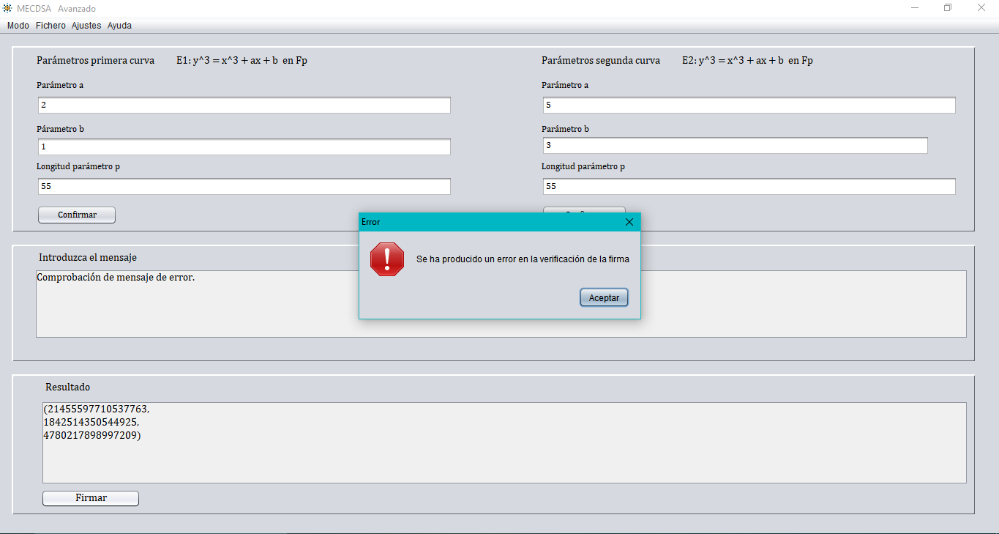 MECDSA Avanzado
Modo Fichero Ajustes Ayuda
Parámetros primera curva E1: y^3 = x^3 + ax + b en Fp
Parámetro a
2
Párametro b
1
Longitud parámetro p
55
Confirmar
Parámetros segunda curva E2: y^3 = x^3 + ax + b en Fp
Parámetro a
5
Parámetro b
3
Longitud parámetro p
55
Error
Se ha producido un error en la verificación de la firma
Aceptar
Introduzca el mensaje
Comprobación de mensaje de error.
Resultado
(21455597710537763,
1842514350544925,
4780217898997209)
Firmar